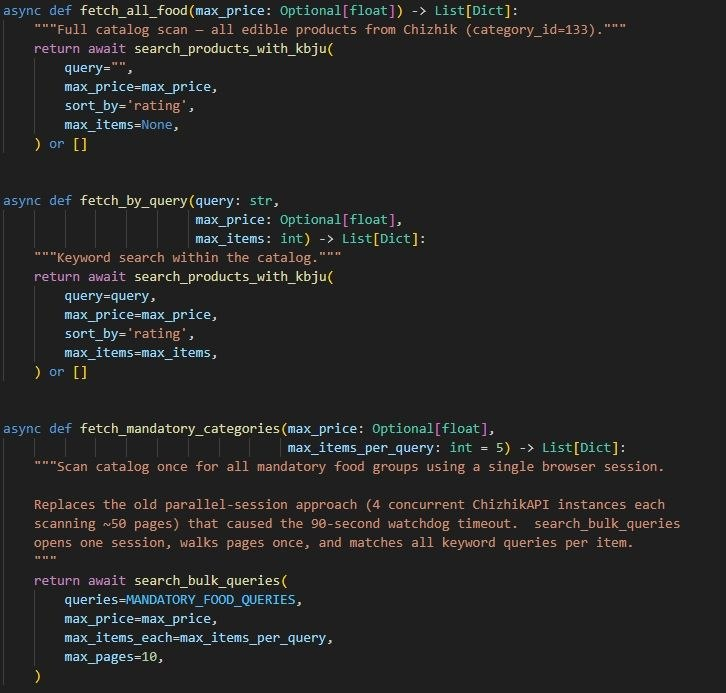 async def fetch_all_food(max_price: Optional[float]) -> List[Dict]:
    """Full catalog scan — all edible products from Chizhik (category_id=133)."""
    return await search_products_with_kbju(
        query="",
        max_price=max_price,
        sort_by='rating',
        max_items=None,
    ) or []

async def fetch_by_query(query: str,
                         max_price: Optional[float],
                         max_items: int) -> List[Dict]:
    """Keyword search within the catalog."""
    return await search_products_with_kbju(
        query=query,
        max_price=max_price,
        sort_by='rating',
        max_items=max_items,
    ) or []

async def fetch_mandatory_categories(max_price: Optional[float],
                                     max_items_per_query: int = 5) -> List[Dict]:
    """Scan catalog once for all mandatory food groups using a single browser session.

    Replaces the old parallel-session approach (4 concurrent ChizhikAPI instances each
    scanning ~50 pages) that caused the 90-second watchdog timeout.  search_bulk_queries
    opens one session, walks pages once, and matches all keyword queries per item.
    """
    return await search_bulk_queries(
        queries=MANDATORY_FOOD_QUERIES,
        max_price=max_price,
        max_items_each=max_items_per_query,
        max_pages=10,
    )